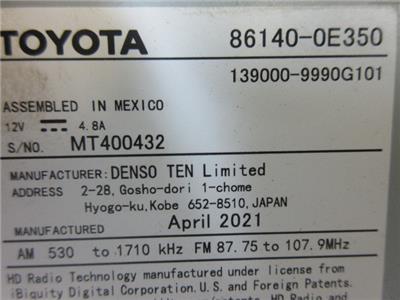 TOYOTA 86140-0E350
139000-9990G101
ASSEMBLED IN MEXICO
12V ⎓ 4.8A
S/NO. MT400432
MANUFACTURER: DENSO TEN Limited
ADDRESS 2-28, Gosho-dori 1-chome
Hyogo-ku, Kobe 652-8510, JAPAN
MANUFACTURED April 2021
AM 530 to 1710 kHz FM 87.75 to 107.9MHz
HD Radio Technology manufactured under license from
iBiquity Digital Corporation. U.S. and Foreign Patents.